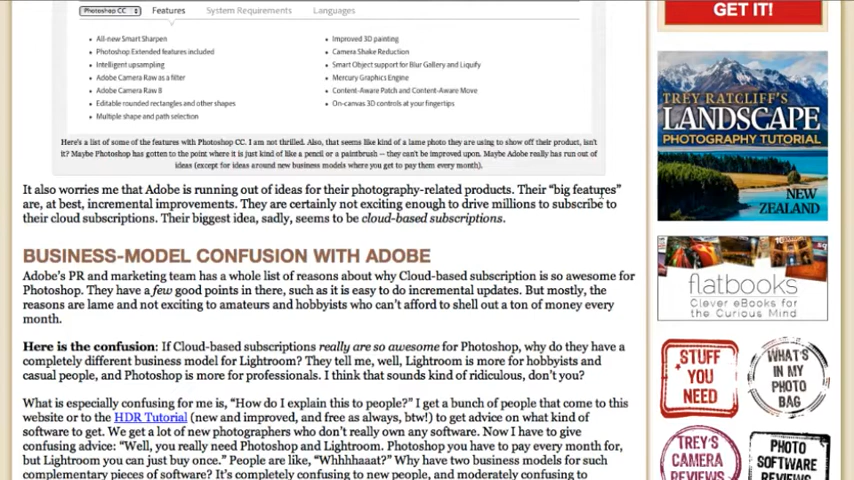 GET IT!
Photoshop CC
Features
System Requirements
Languages
All-new Smart Sharpen
Photoshop Extended features included
Intelligent upsampling
Adobe Camera Raw as a filter
Adobe Camera Raw 8
Editable rounded rectangles and other shapes
Multiple shape and path selection
Improved 3D painting
Camera Shake Reduction
Smart Object support for Blur Gallery and Liquify
Mercury Graphics Engine
Content-Aware Patch and Content-Aware Move
On-canvas 3D controls at your fingertips
Here's a list of some of the features with Photoshop CC. I am not thrilled. Also, that seems like kind of a lame photo they are using to show off their product, isn't
it? Maybe Photoshop has gotten to the point where it is just kind of like a pencil or a paintbrush – they can't be improved upon. Maybe Adobe really has run out of
ideas (except for ideas around new business models where you get to pay them every month).
It also worries me that Adobe is running out of ideas for their photography-related products. Their “big features”
are, at best, incremental improvements. They are certainly not exciting enough to drive millions to subscribe to
their cloud subscriptions. Their biggest idea, sadly, seems to be cloud-based subscriptions.
BUSINESS-MODEL CONFUSION WITH ADOBE
Adobe's PR and marketing team has a whole list of reasons about why Cloud-based subscription is so awesome for
Photoshop. They have a few good points in there, such as it is easy to do incremental updates. But mostly, the
reasons are lame and not exciting to amateurs and hobbyists who can't afford to shell out a ton of money every
month.
Here is the confusion: If Cloud-based subscriptions really are so awesome for Photoshop, why do they have a
completely different business model for Lightroom? They tell me, well, Lightroom is more for hobbyists and
casual people, and Photoshop is more for professionals. I think that sounds kind of ridiculous, don't you?
What is especially confusing for me is, “How do I explain this to people?” I get a bunch of people that come to this
website or to the HDR Tutorial (new and improved, and free as always, btw!) to get advice on what kind of
software to get. We get a lot of new photographers who don't really own any software. Now I have to give
confusing advice: “Well, you really need Photoshop and Lightroom. Photoshop you have to pay every month for,
but Lightroom you can just buy once.” People are like, “Whhhhaaat?” Why have two business models for such
complementary pieces of software? It's completely confusing to new people, and moderately confusing to
TREY RATCLIFF'S
LANDSCAPE
PHOTOGRAPHY TUTORIAL
NEW
ZEALAND
flatbooks
Clever eBooks for
the Curious Mind
STUFF
YOU
NEED
WHAT'S
IN MY
PHOTO
BAG
TREY'S
CAMERA
REVIEWS
PHOTO
SOFTWARE
REVIEWS